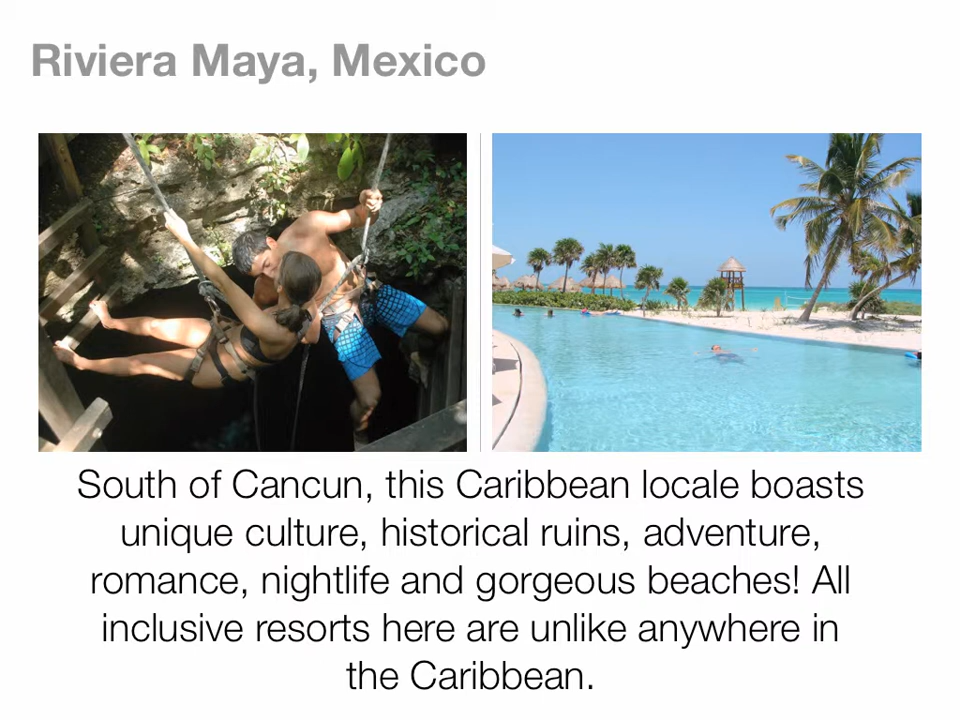 Riviera Maya, Mexico
South of Cancun, this Caribbean locale boasts
unique culture, historical ruins, adventure,
romance, nightlife and gorgeous beaches! All
inclusive resorts here are unlike anywhere in
the Caribbean.